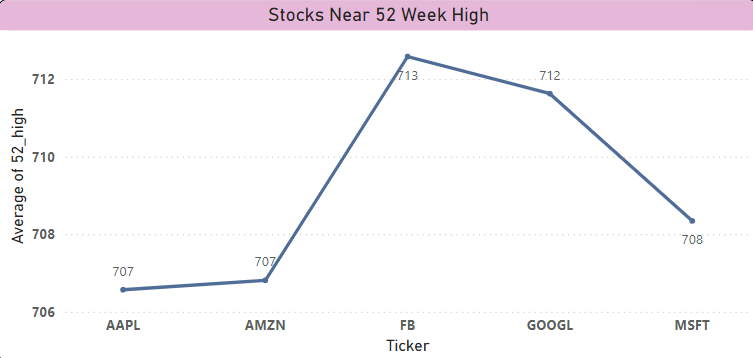 Stocks Near 52 Week High
Average of 52_high
712
710
708
706
707
707
713
712
708
AAPL
AMZN
FB
GOOGL
MSFT
Ticker